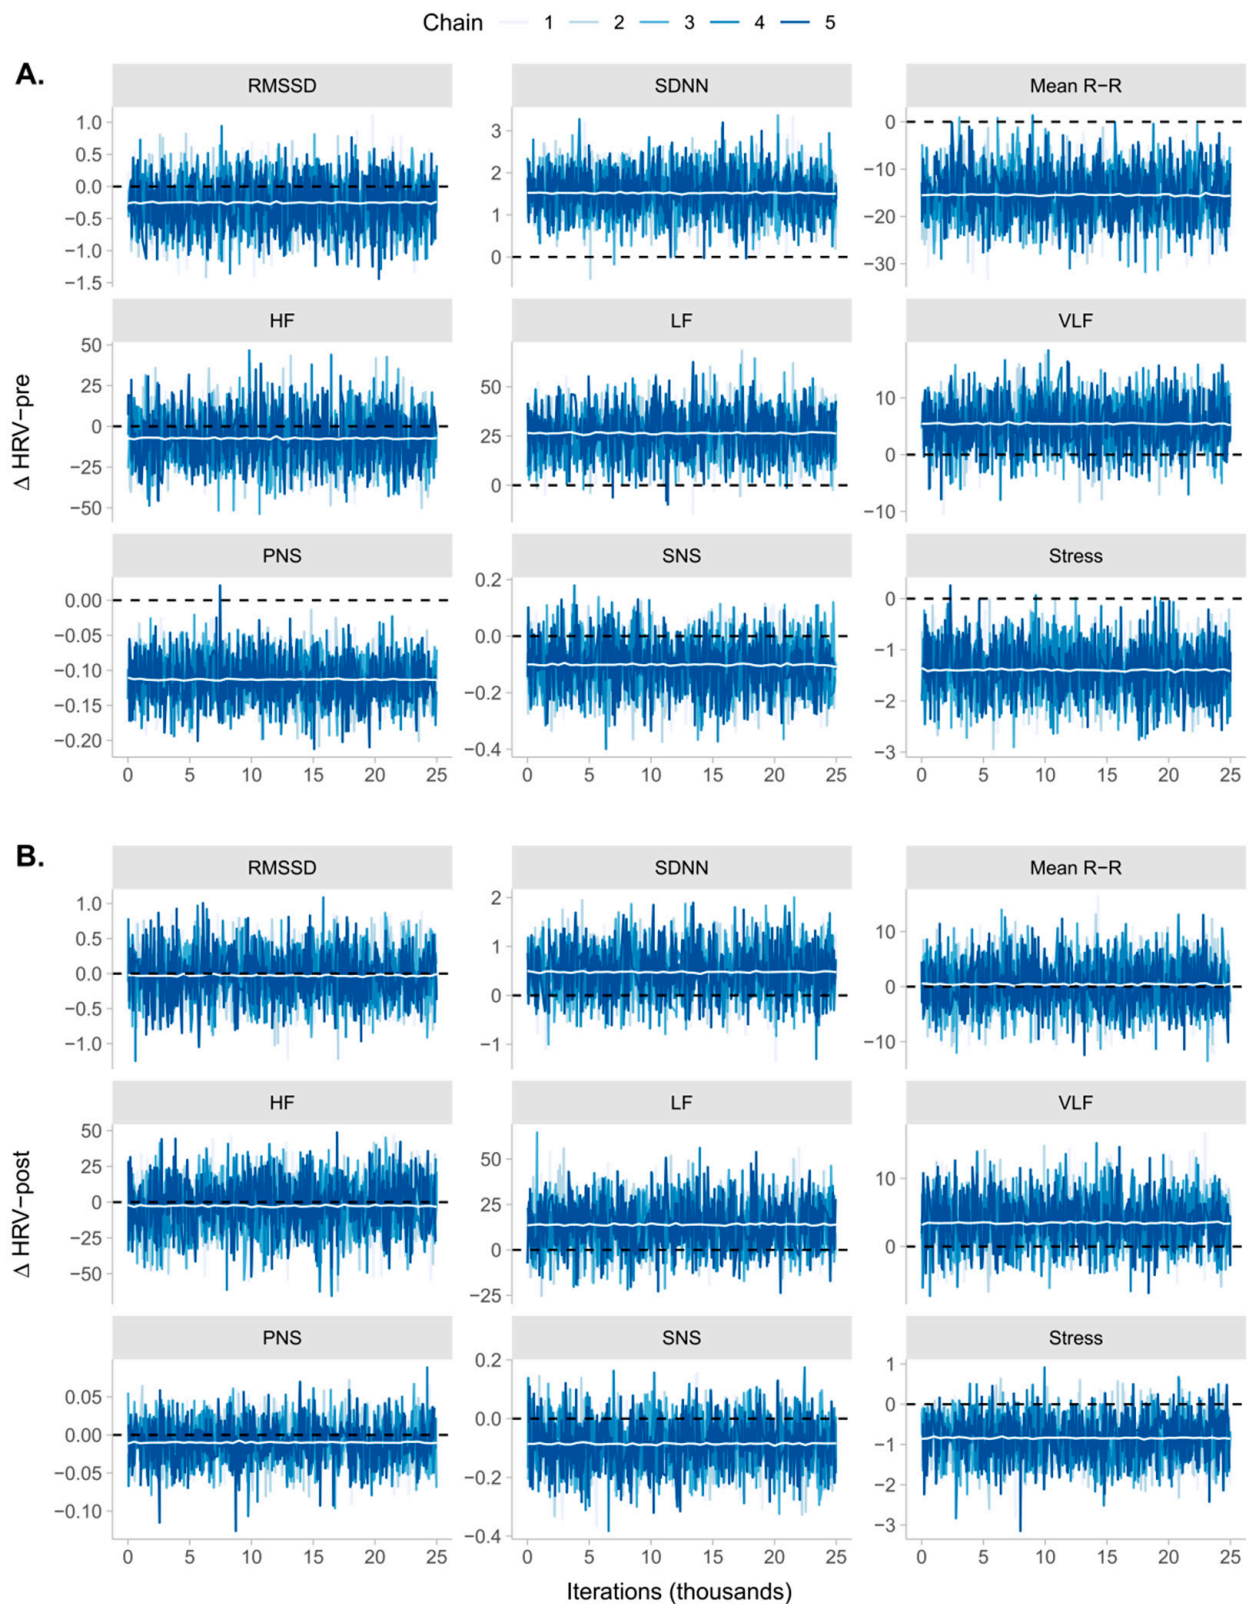 Chain 1 2 3 4 5
A.
RMSSD SDNN Mean R−R
1.0 0.5 0.0 −0.5 −1.0 −1.5
3 2 1 0
0 −10 −20 −30
HF LF VLF
50 25 0 −25 −50
50 25 0
10 0 −10
Δ HRV−pre
PNS SNS Stress
0.00 −0.05 −0.10 −0.15 −0.20
0.2 0.0 −0.2 −0.4
0 −1 −2 −3
0 5 10 15 20 25 0 5 10 15 20 25 0 5 10 15 20 25
B.
RMSSD SDNN Mean R−R
1.0 0.5 0.0 −0.5 −1.0
2 1 0 −1
10 0 −10
HF LF VLF
50 25 0 −25 −50
50 25 0 −25
10 0
Δ HRV−post
PNS SNS Stress
0.05 0.00 −0.05 −0.10
0.2 0.0 −0.2 −0.4
1 0 −1 −2 −3
0 5 10 15 20 25 0 5 10 15 20 25 0 5 10 15 20 25
Iterations (thousands)